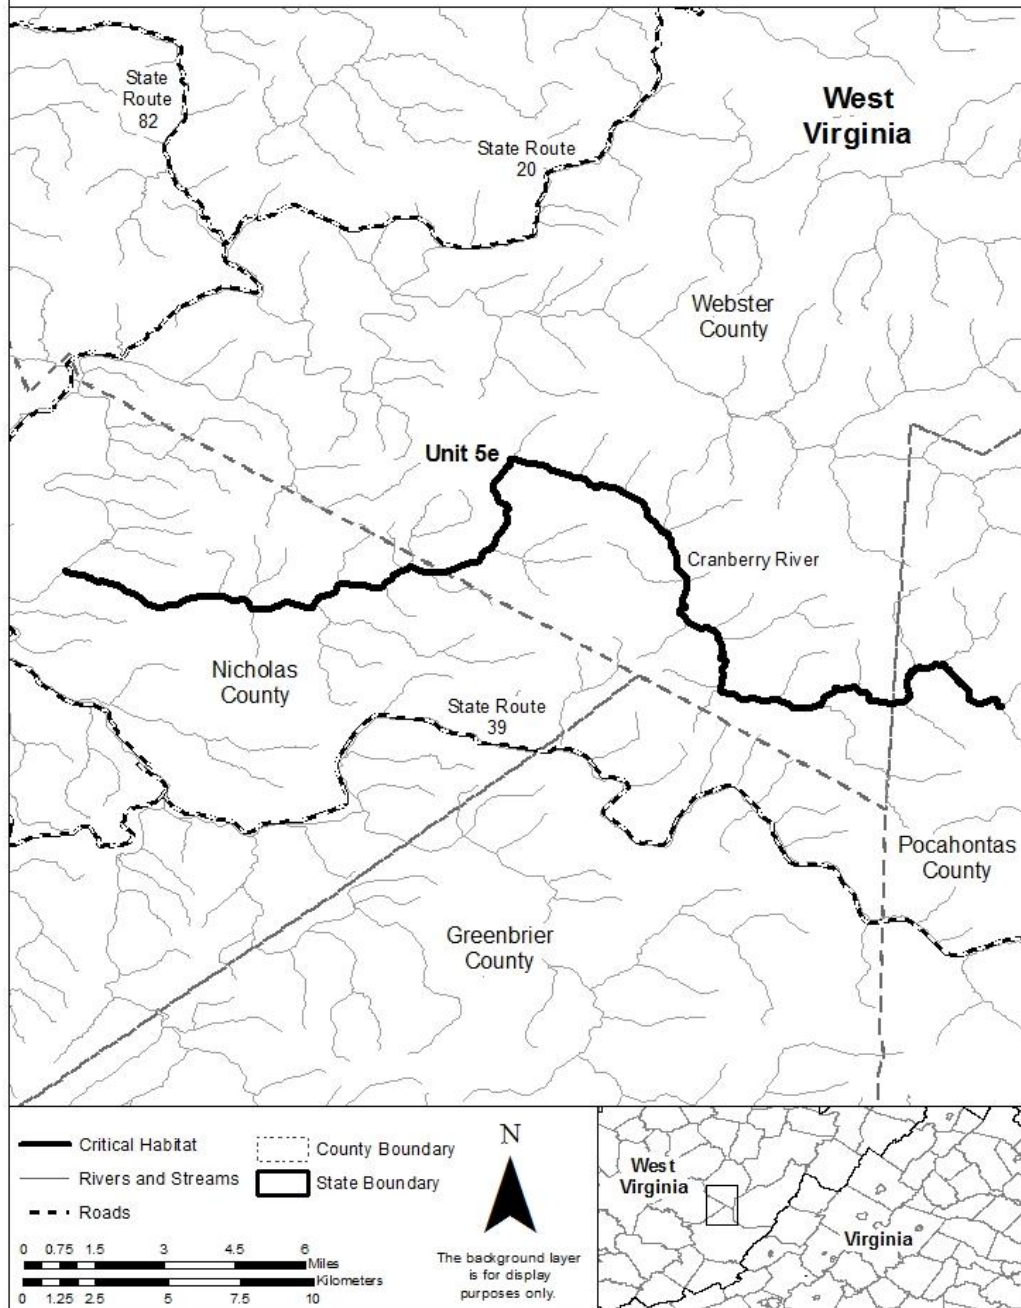 State
Route
82
State Route
20
West
Virginia
Webster
County
Unit 5e
Cranberry River
Nicholas
County
State Route
39
Pocahontas
County
Greenbrier
County
Critical Habitat
Rivers and Streams
Roads
County Boundary
State Boundary
0 0.75 1.5 3 4.5 6
Miles
Kilometers
0 1.25 2.5 5 7.5 10
N
The background layer
is for display
purposes only.
West
Virginia
Virginia